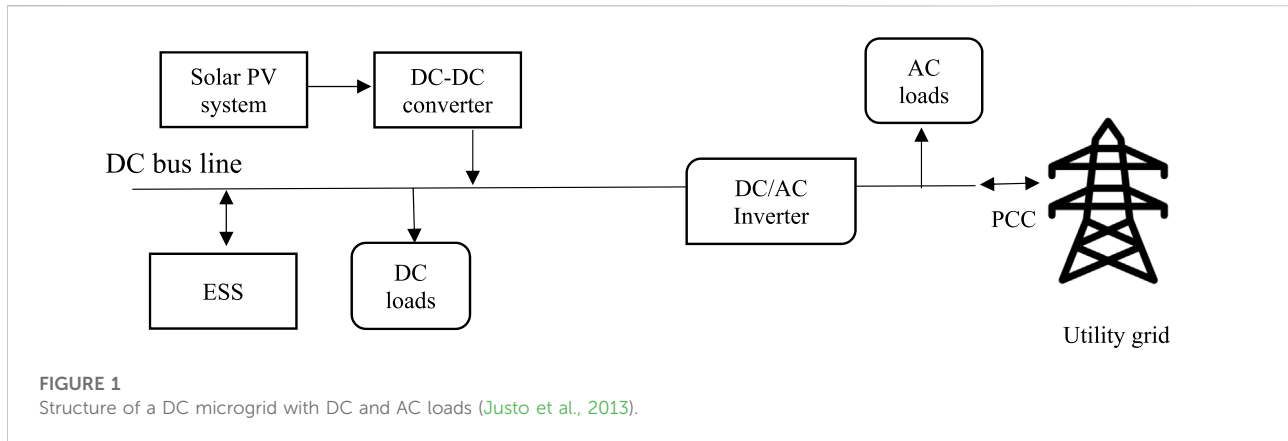 Solar PV
system
DC-DC
converter
AC
loads
DC bus line
DC/AC
Inverter
PCC
ESS
DC
loads
Utility grid
FIGURE 1
Structure of a DC microgrid with DC and AC loads (Justo et al., 2013).